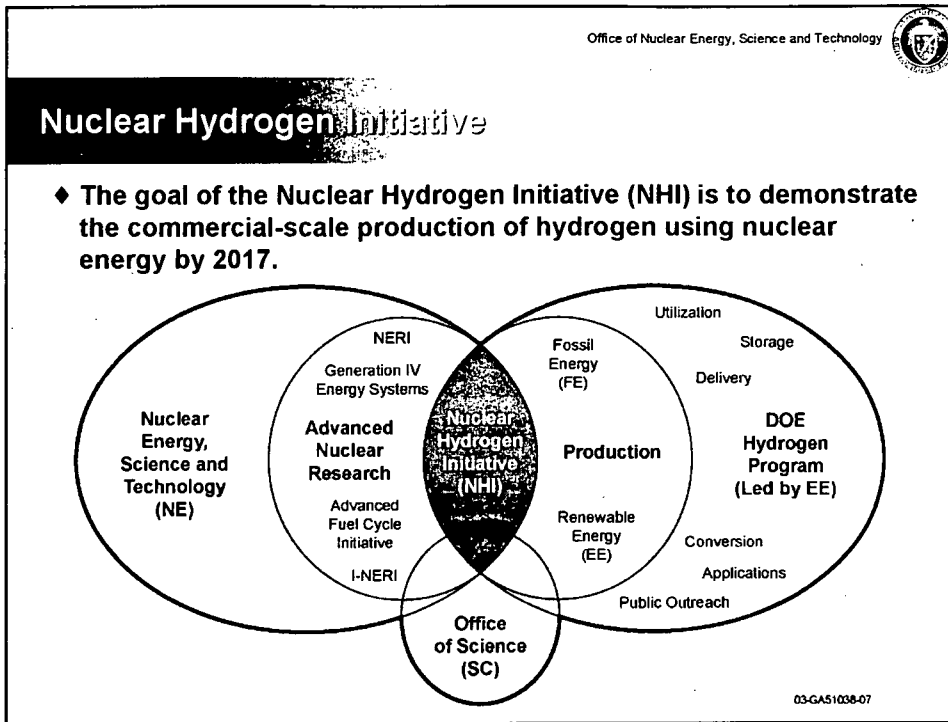 Office of Nuclear Energy, Science and Technology
Nuclear Hydrogen Initiative
♦ The goal of the Nuclear Hydrogen Initiative (NHI) is to demonstrate
the commercial-scale production of hydrogen using nuclear
energy by 2017.
Nuclear
Energy,
Science and
Technology
(NE)
NERI
Generation IV
Energy Systems
Advanced
Nuclear
Research
Advanced
Fuel Cycle
Initiative
I-NERI
Nuclear
Hydrogen
Initiative
(NHI)
Fossil
Energy
(FE)
Production
Renewable
Energy
(EE)
Utilization
Storage
Delivery
DOE
Hydrogen
Program
(Led by EE)
Conversion
Applications
Public Outreach
Office
of Science
(SC)
03-GA51038-07